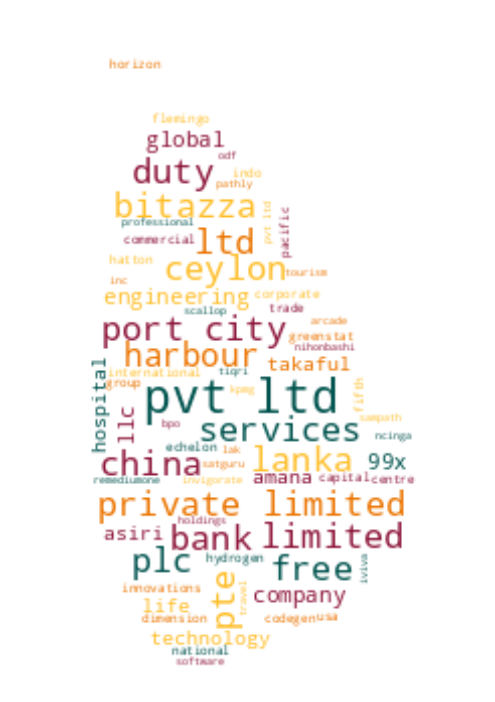 horizon
flemingo
global
odf
duty
indo
pathly
bitazza
professional
pvt ltd
pacific
commercial
ltd
hatton
ceylon
tourism
inc
engineering
corporate
scallop
trade
port city
arcade
greenstat
harbour
nihonbashi
takaful
hospital
international
tiqri
group
kpmg
pvt ltd
fifth
llc
bpo
services
sampath
ncinga
echelon
lak
china
satguru
lanka
99x
remediumone
invigorate
amana
capital
centre
private limited
holdings
asiri
bank
limited
plc
hydrogen
free
iviva
innovations
pte
travel
company
life
dimension
codegen
usa
technology
national
software